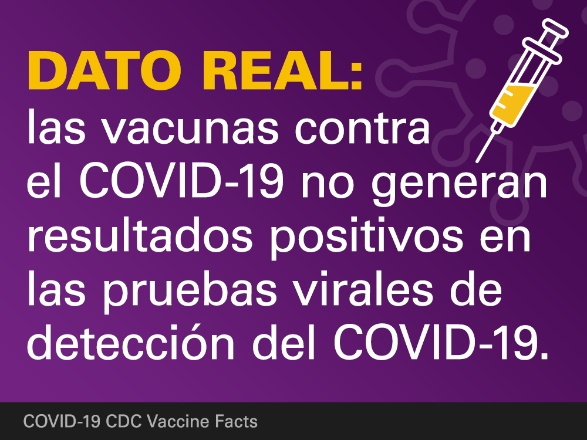 DATO REAL:
las vacunas contra
el COVID-19 no generan
resultados positivos en
las pruebas virales de
detección del COVID-19.
COVID-19 CDC Vaccine Facts